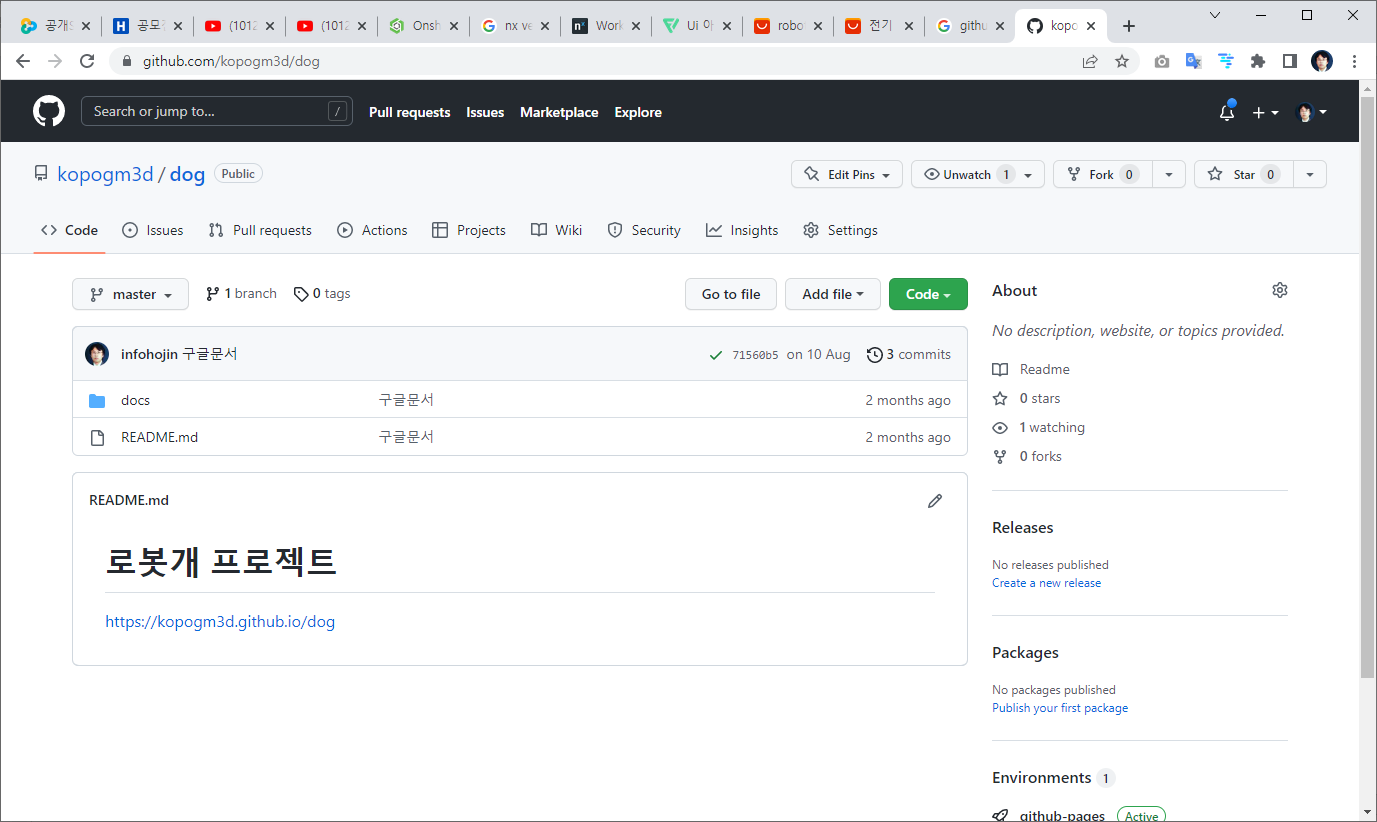 공개S
공모전
(1012
(1012
Onsh
nx ve
Work
Ui 아
robo
전기
githu
kopo
github.com/kopogm3d/dog
Search or jump to...
/
Pull requests
Issues
Marketplace
Explore
kopogm3d / dog
Public
Edit Pins
Unwatch 1
Fork 0
Star 0
Code
Issues
Pull requests
Actions
Projects
Wiki
Security
Insights
Settings
master
1 branch
0 tags
Go to file
Add file
Code
infohojin 구글문서
71560b5 on 10 Aug
3 commits
docs
구글문서
2 months ago
README.md
구글문서
2 months ago
README.md
로봇개 프로젝트
https://kopogm3d.github.io/dog
About
No description, website, or topics provided.
Readme
0 stars
1 watching
0 forks
Releases
No releases published
Create a new release
Packages
No packages published
Publish your first package
Environments 1
github-pages Active